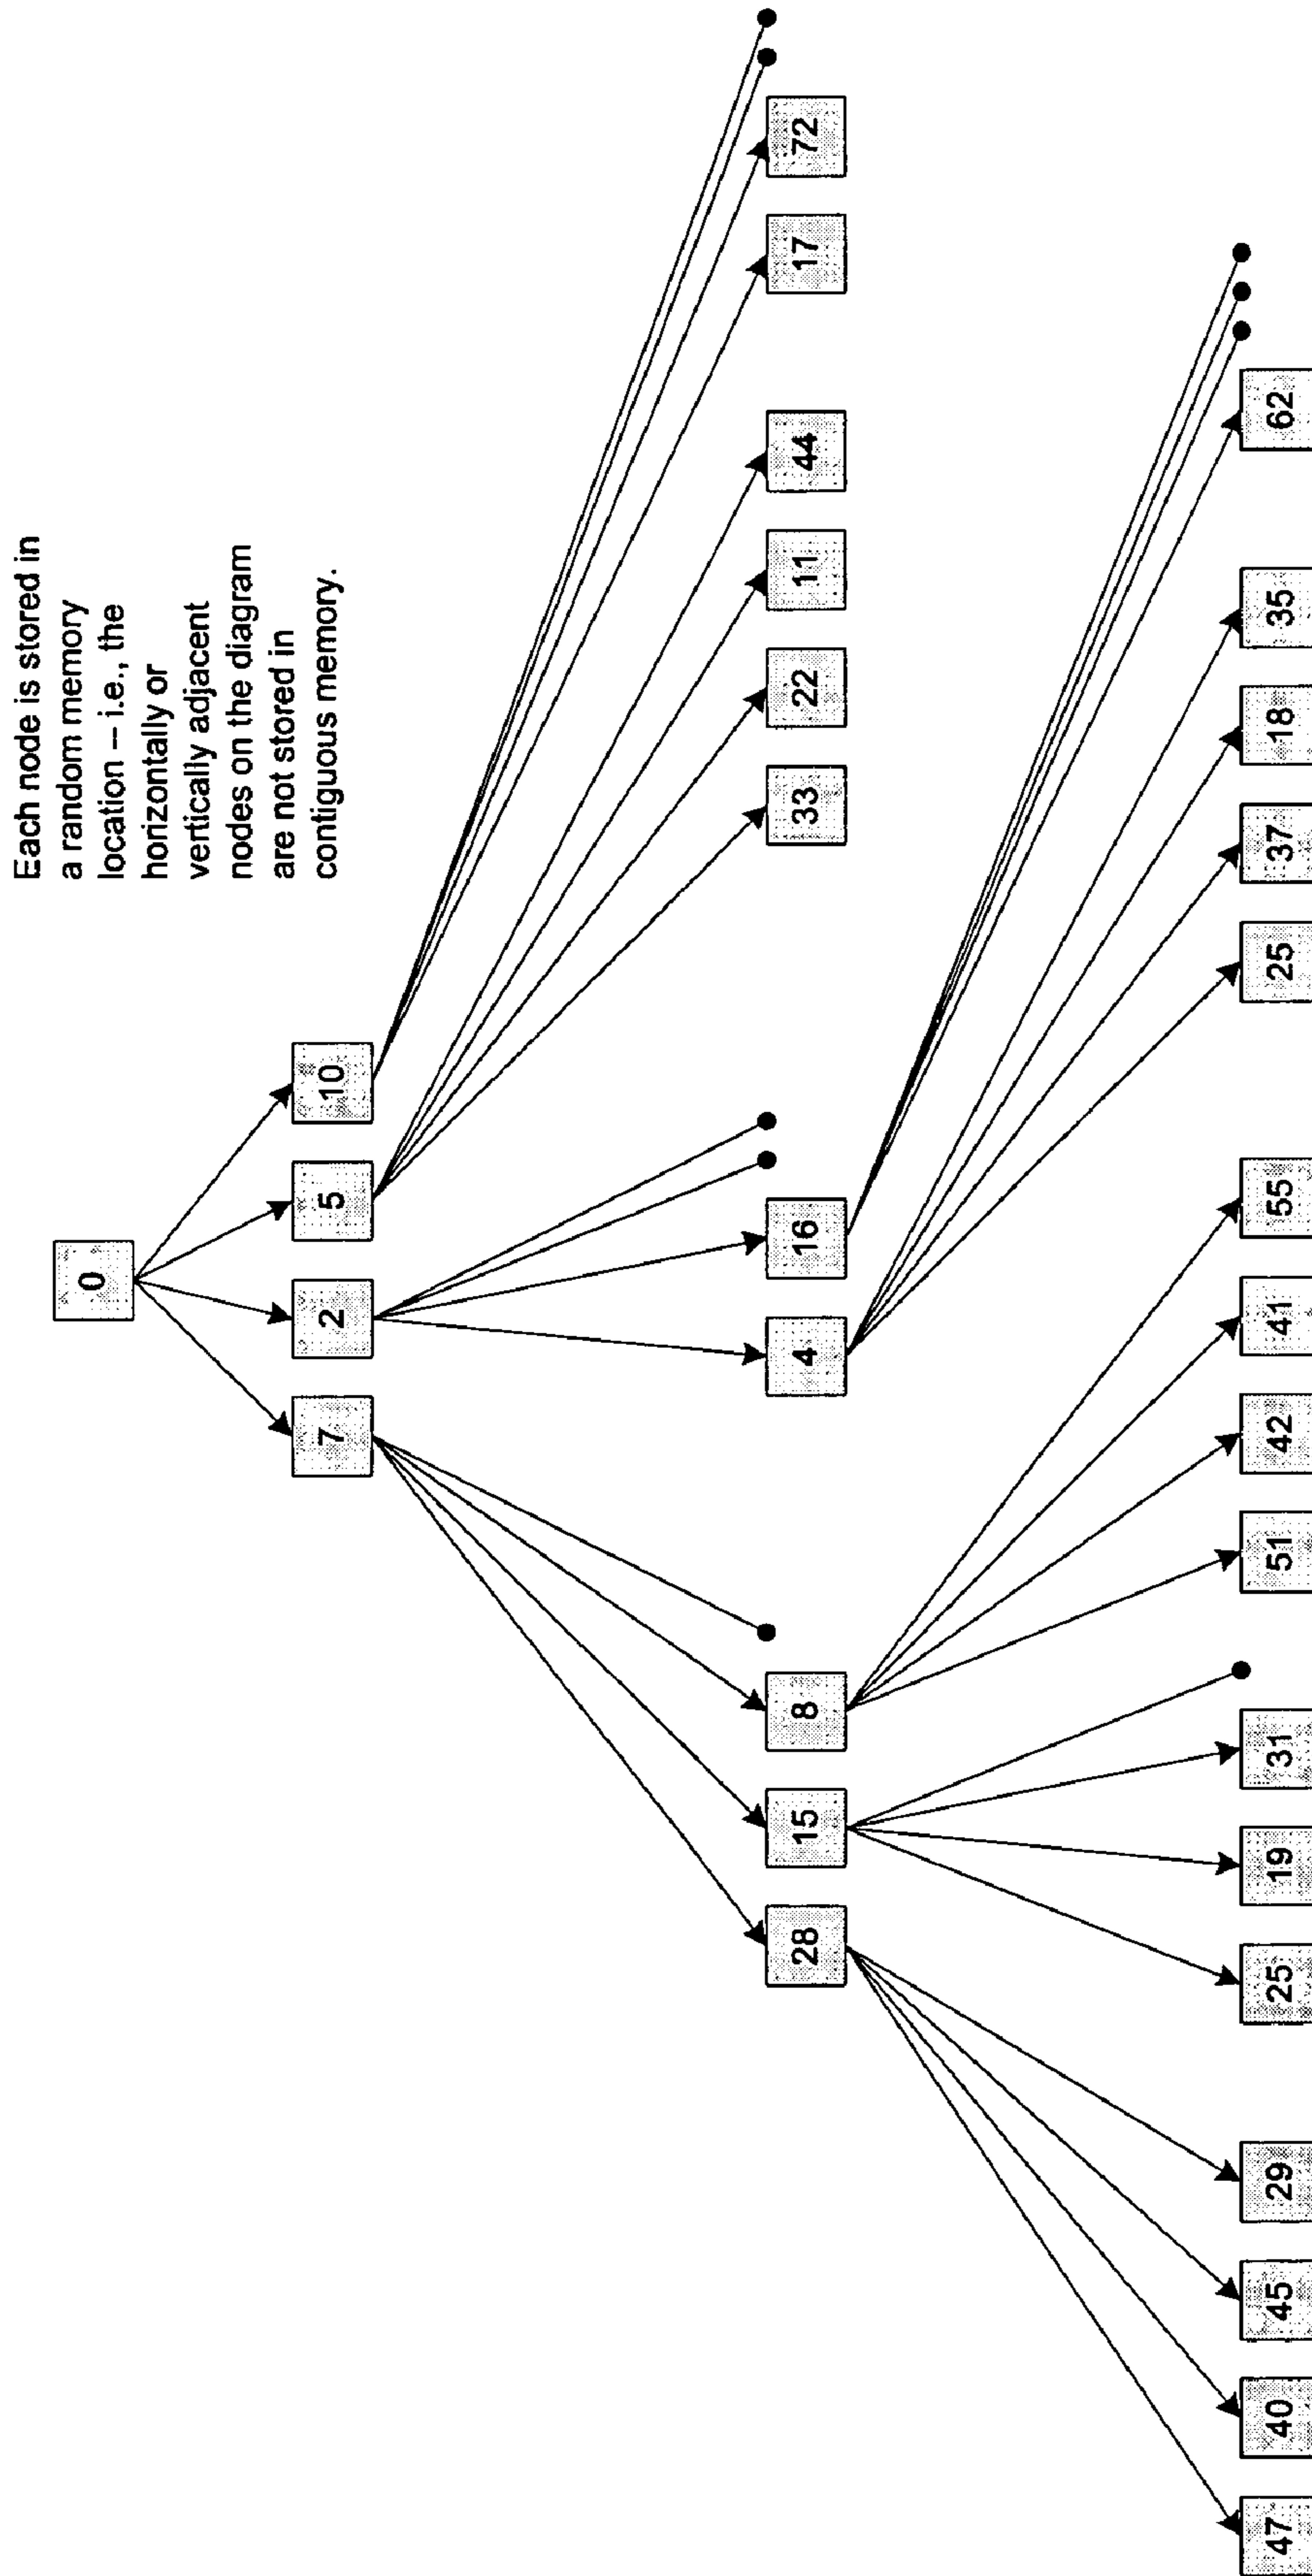 Each node is stored in
a random memory
location – i.e., the
horizontally or
vertically adjacent
nodes on the diagram
are not stored in
contiguous memory.
0
7 2 5 10
28 15 8 4 16 33 22 11 44 17 72
47 40 45 29 25 19 31 51 42 41 55 25 37 18 35 62